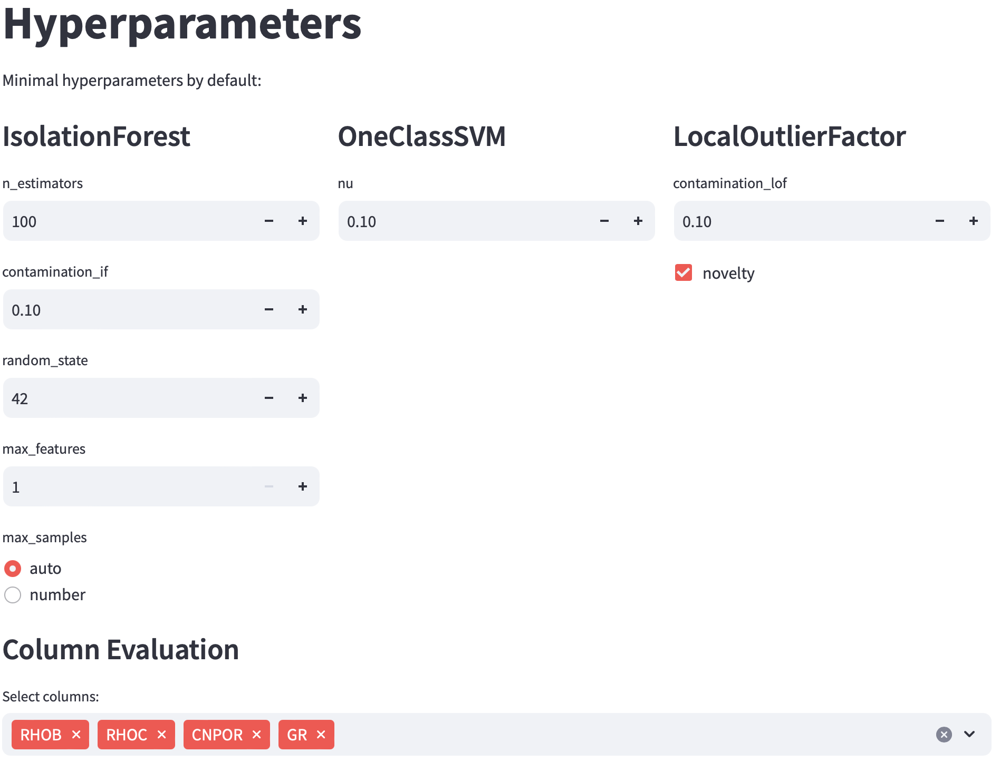 Hyperparameters
Minimal hyperparameters by default:
IsolationForest
n_estimators
100
contamination_if
0.10
random_state
42
max_features
1
max_samples
auto
number
OneClassSVM
nu
0.10
LocalOutlierFactor
contamination_lof
0.10
novelty
Column Evaluation
Select columns:
RHOB RHOC CNPOR GR